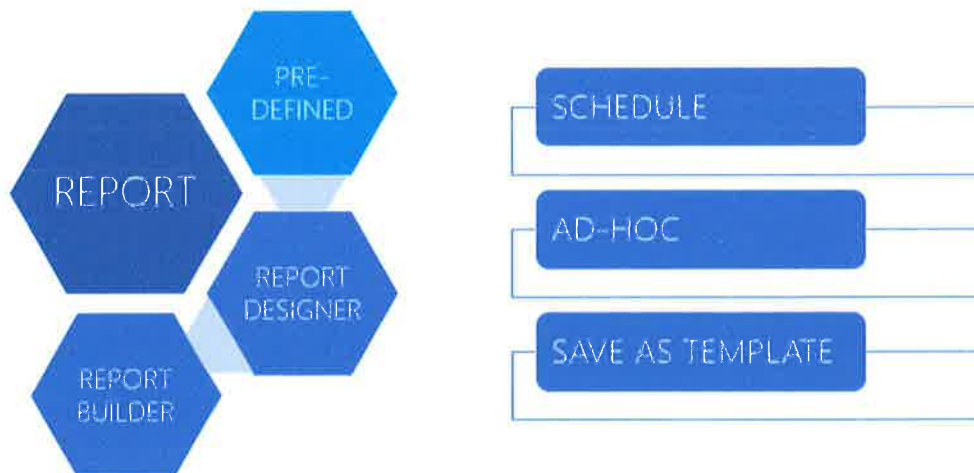 PRE-
DEFINED
REPORT
REPORT
DESIGNER
REPORT
BUILDER
SCHEDULE
AD-HOC
SAVE AS TEMPLATE